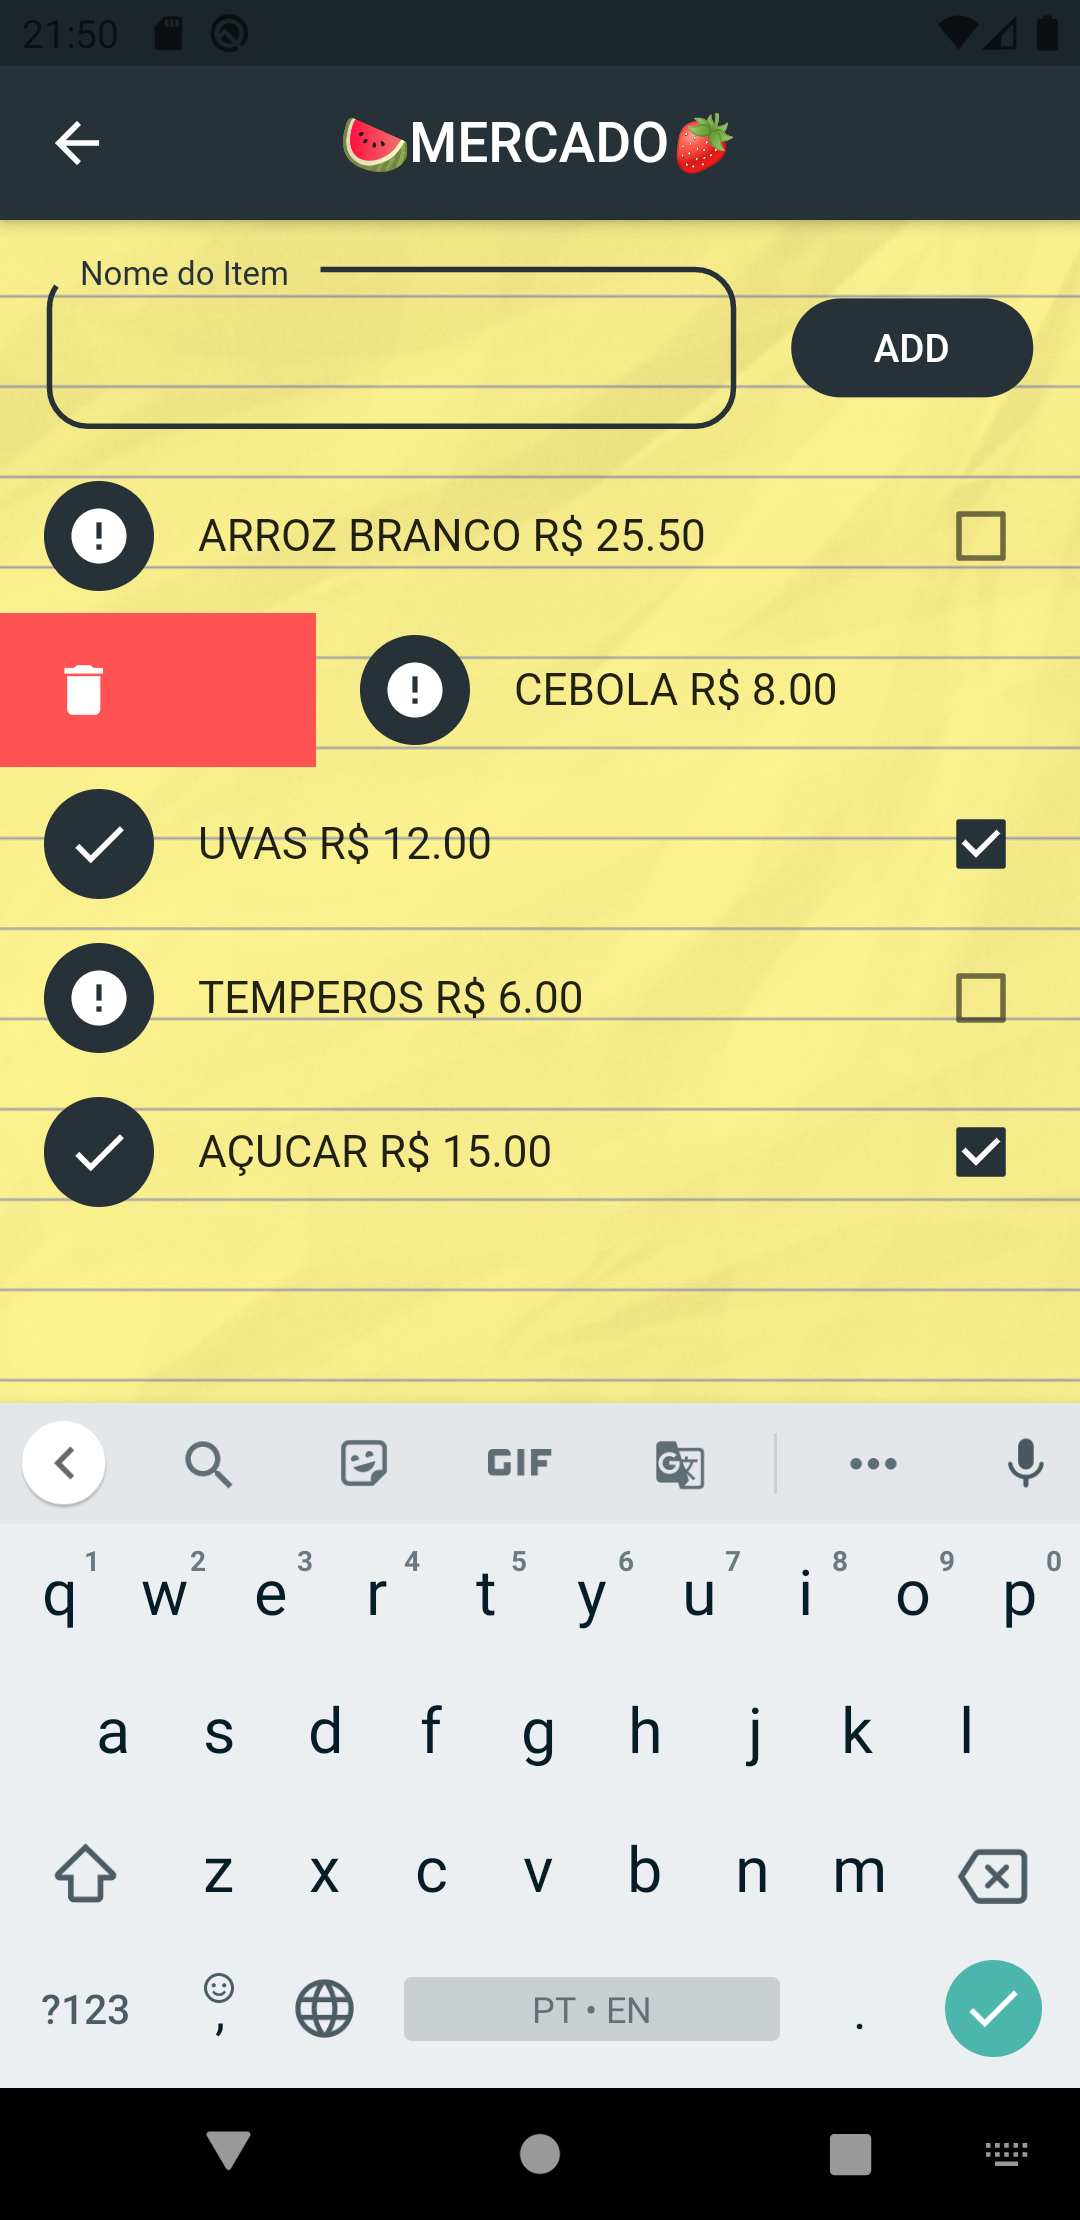 21:50
🍉MERCADO🍓
Nome do Item
ADD
ARROZ BRANCO R$ 25.50
CEBOLA R$ 8.00
UVAS R$ 12.00
TEMPEROS R$ 6.00
AÇUCAR R$ 15.00
GIF
1 2 3 4 5 6 7 8 9 0
q w e r t y u i o p
a s d f g h j k l
z x c v b n m
?123 , PT • EN .